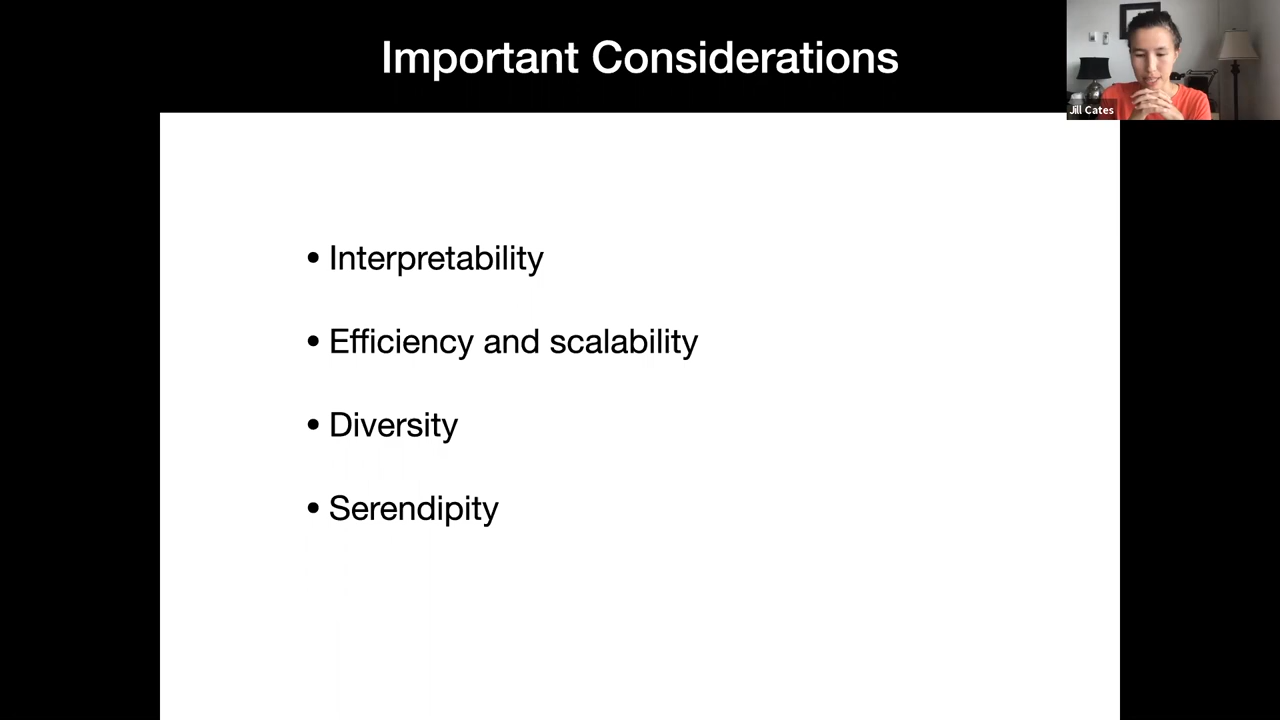 Important Considerations
Jill Cates
• Interpretability
• Efficiency and scalability
• Diversity
• Serendipity